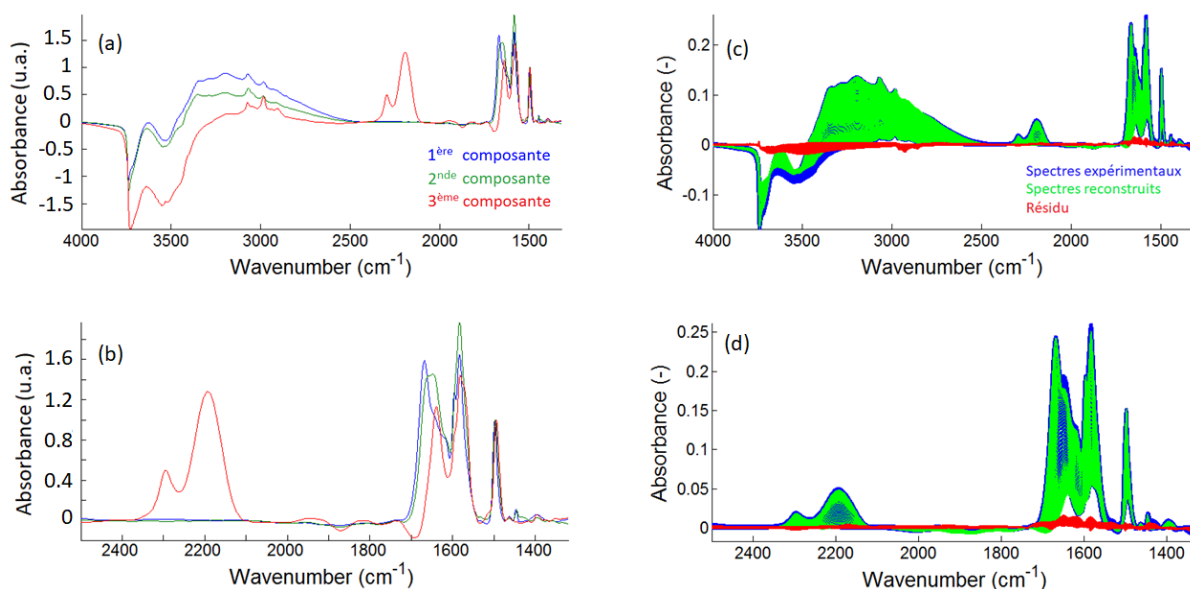 (a)
Absorbance (u.a.)
1.5
1
0.5
0
-0.5
-1
-1.5
1ère composante
2nde composante
3ème composante
4000 3500 3000 2500 2000 1500
Wavenumber (cm-1)
(c)
Absorbance (-)
0.2
0.1
0
-0.1
Spectres expérimentaux
Spectres reconstruits
Résidu
4000 3500 3000 2500 2000 1500
Wavenumber (cm-1)
(b)
Absorbance (u.a.)
1.6
1.2
0.8
0.4
0
2400 2200 2000 1800 1600 1400
Wavenumber (cm-1)
(d)
Absorbance (-)
0.25
0.2
0.15
0.1
0.05
0
2400 2200 2000 1800 1600 1400
Wavenumber (cm-1)